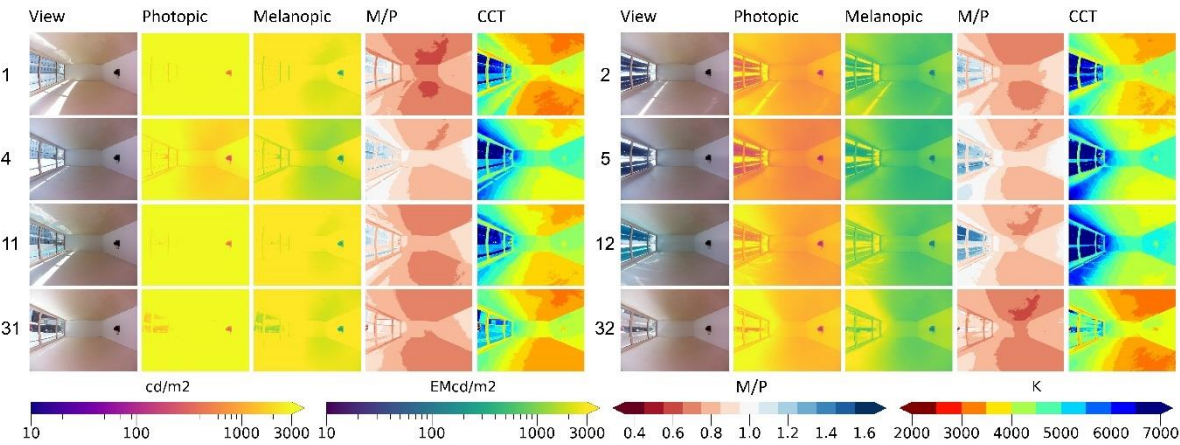 View Photopic Melanopic M/P CCT View Photopic Melanopic M/P CCT
1 2
4 5
11 12
31 32
cd/m2 EMcd/m2 M/P K
10 100 1000 3000 10 100 1000 3000 0.4 0.6 0.8 1.0 1.2 1.4 1.6 2000 3000 4000 5000 6000 7000